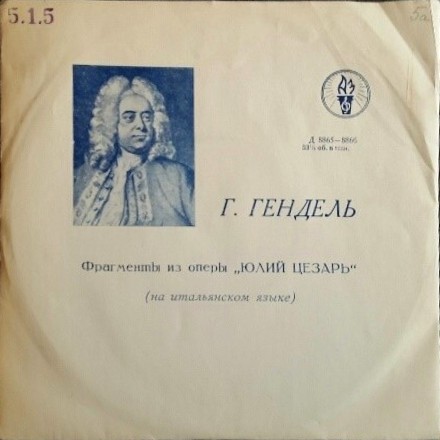 5.1.5
Д 8865—8866
33⅓ об. в мин.
Г. ГЕНДЕЛЬ
Фрагменты из оперы „ЮЛИЙ ЦЕЗАРЬ“
(на итальянском языке)